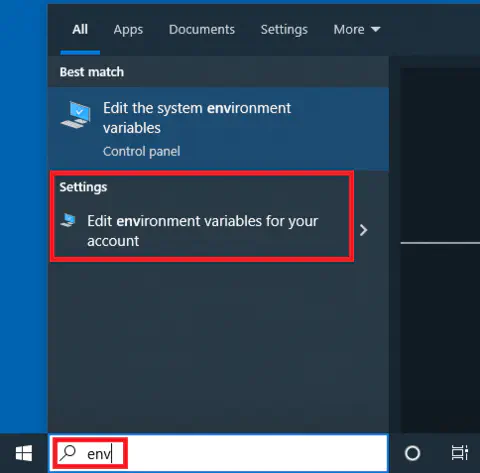 All Apps Documents Settings More
Best match
Edit the system environment
variables
Control panel
Settings
Edit environment variables for your
account
env